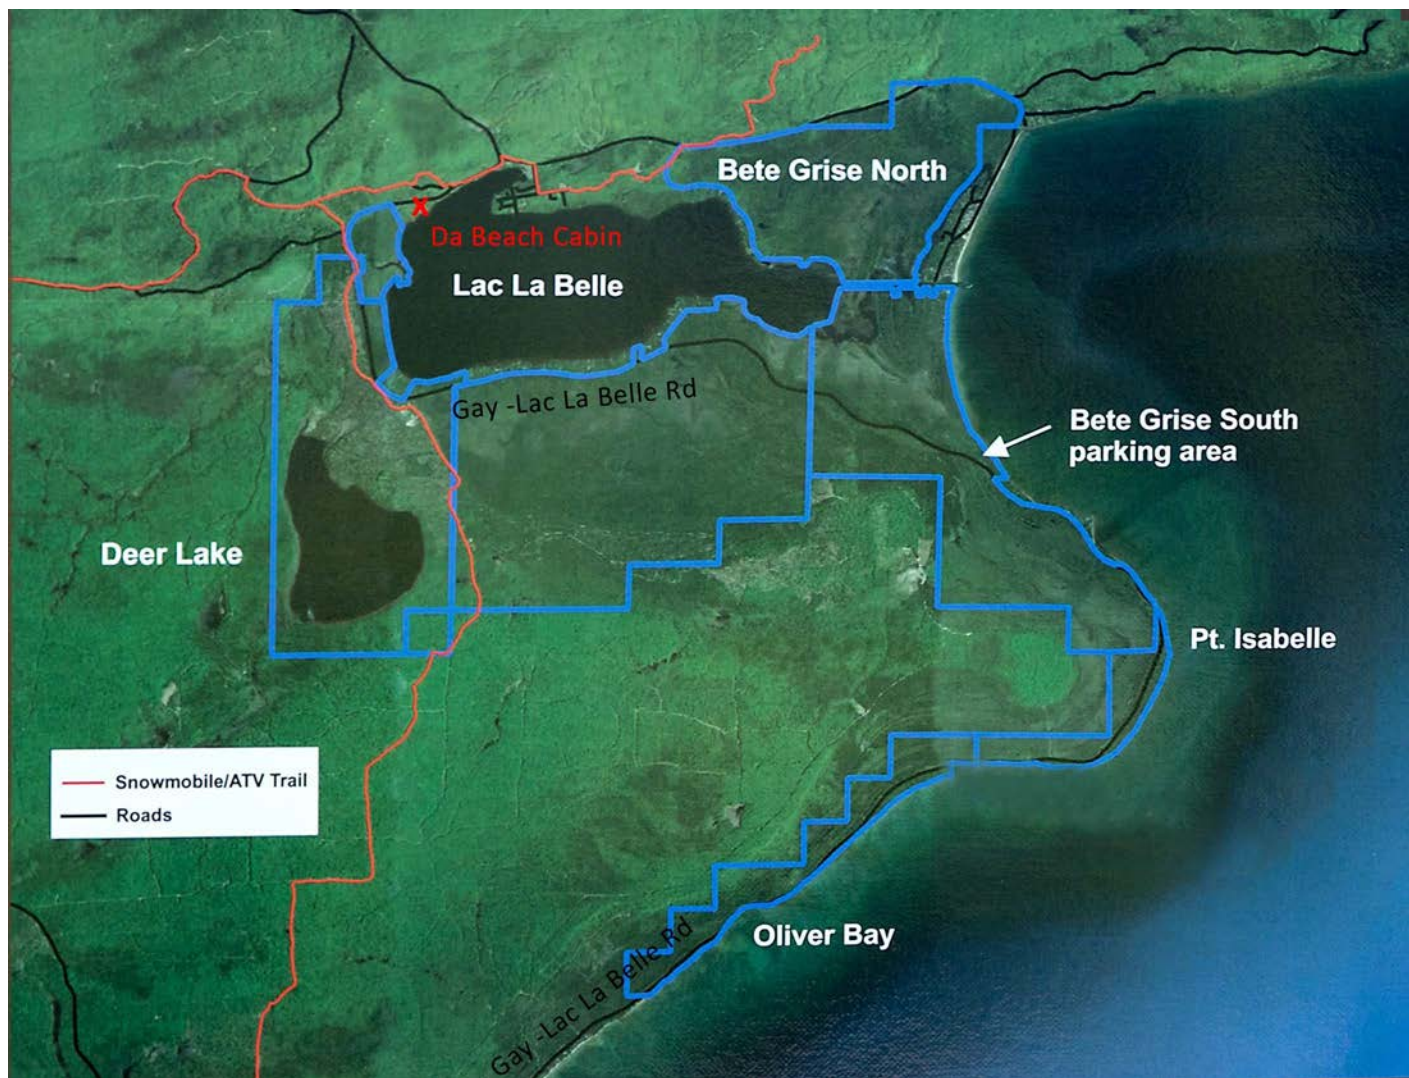 Bete Grise North
X
Da Beach Cabin
Lac La Belle
Gay -Lac La Belle Rd
Bete Grise South
parking area
Deer Lake
Pt. Isabelle
Snowmobile/ATV Trail
Roads
Oliver Bay
Gay -Lac La Belle Rd